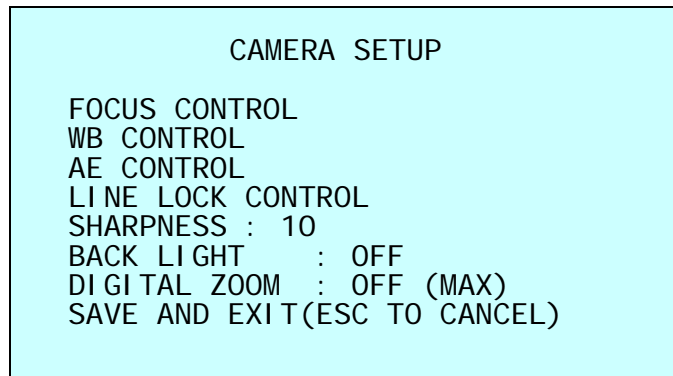 CAMERA SETUP
FOCUS CONTROL
WB CONTROL
AE CONTROL
LINE LOCK CONTROL
SHARPNESS : 10
BACK LIGHT : OFF
DIGITAL ZOOM : OFF (MAX)
SAVE AND EXIT(ESC TO CANCEL)